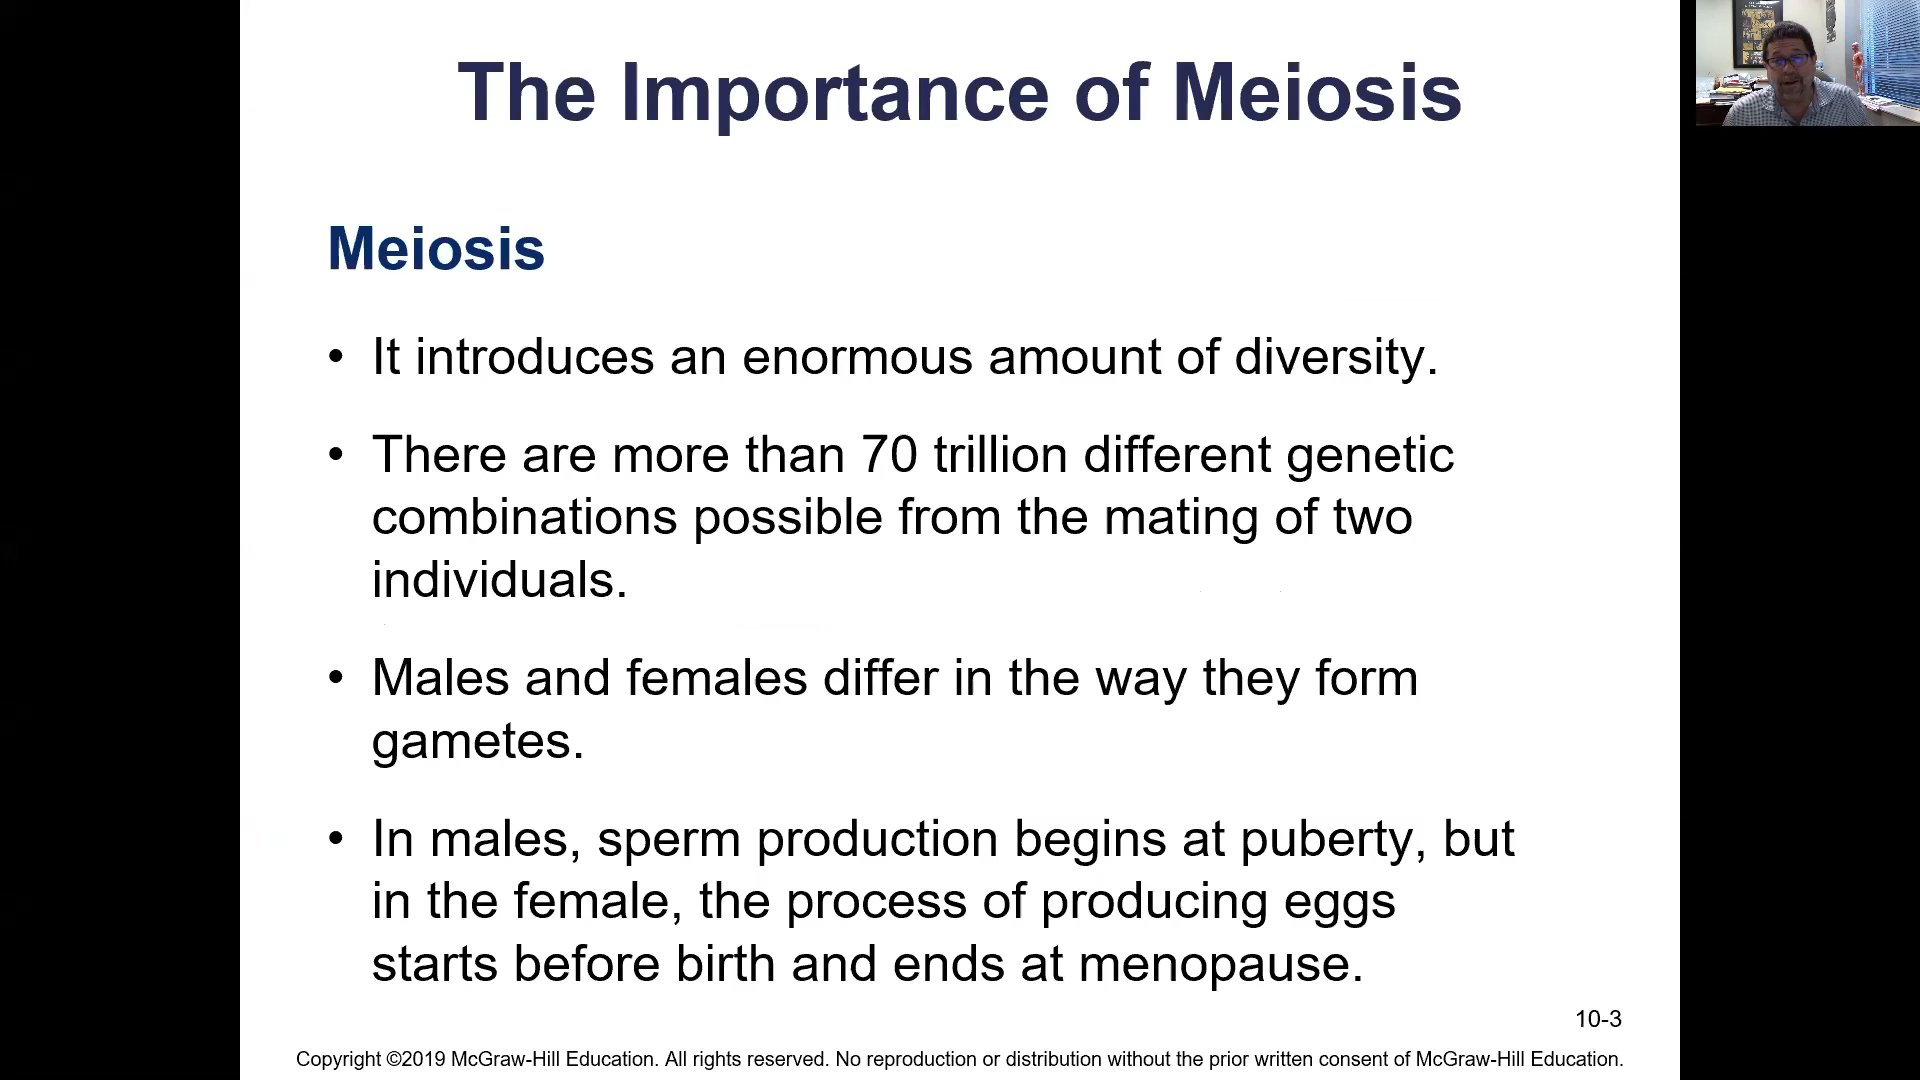 The Importance of Meiosis
Meiosis
• It introduces an enormous amount of diversity.
• There are more than 70 trillion different genetic
combinations possible from the mating of two
individuals.
• Males and females differ in the way they form
gametes.
• In males, sperm production begins at puberty, but
in the female, the process of producing eggs
starts before birth and ends at menopause.
10-3
Copyright ©2019 McGraw-Hill Education. All rights reserved. No reproduction or distribution without the prior written consent of McGraw-Hill Education.